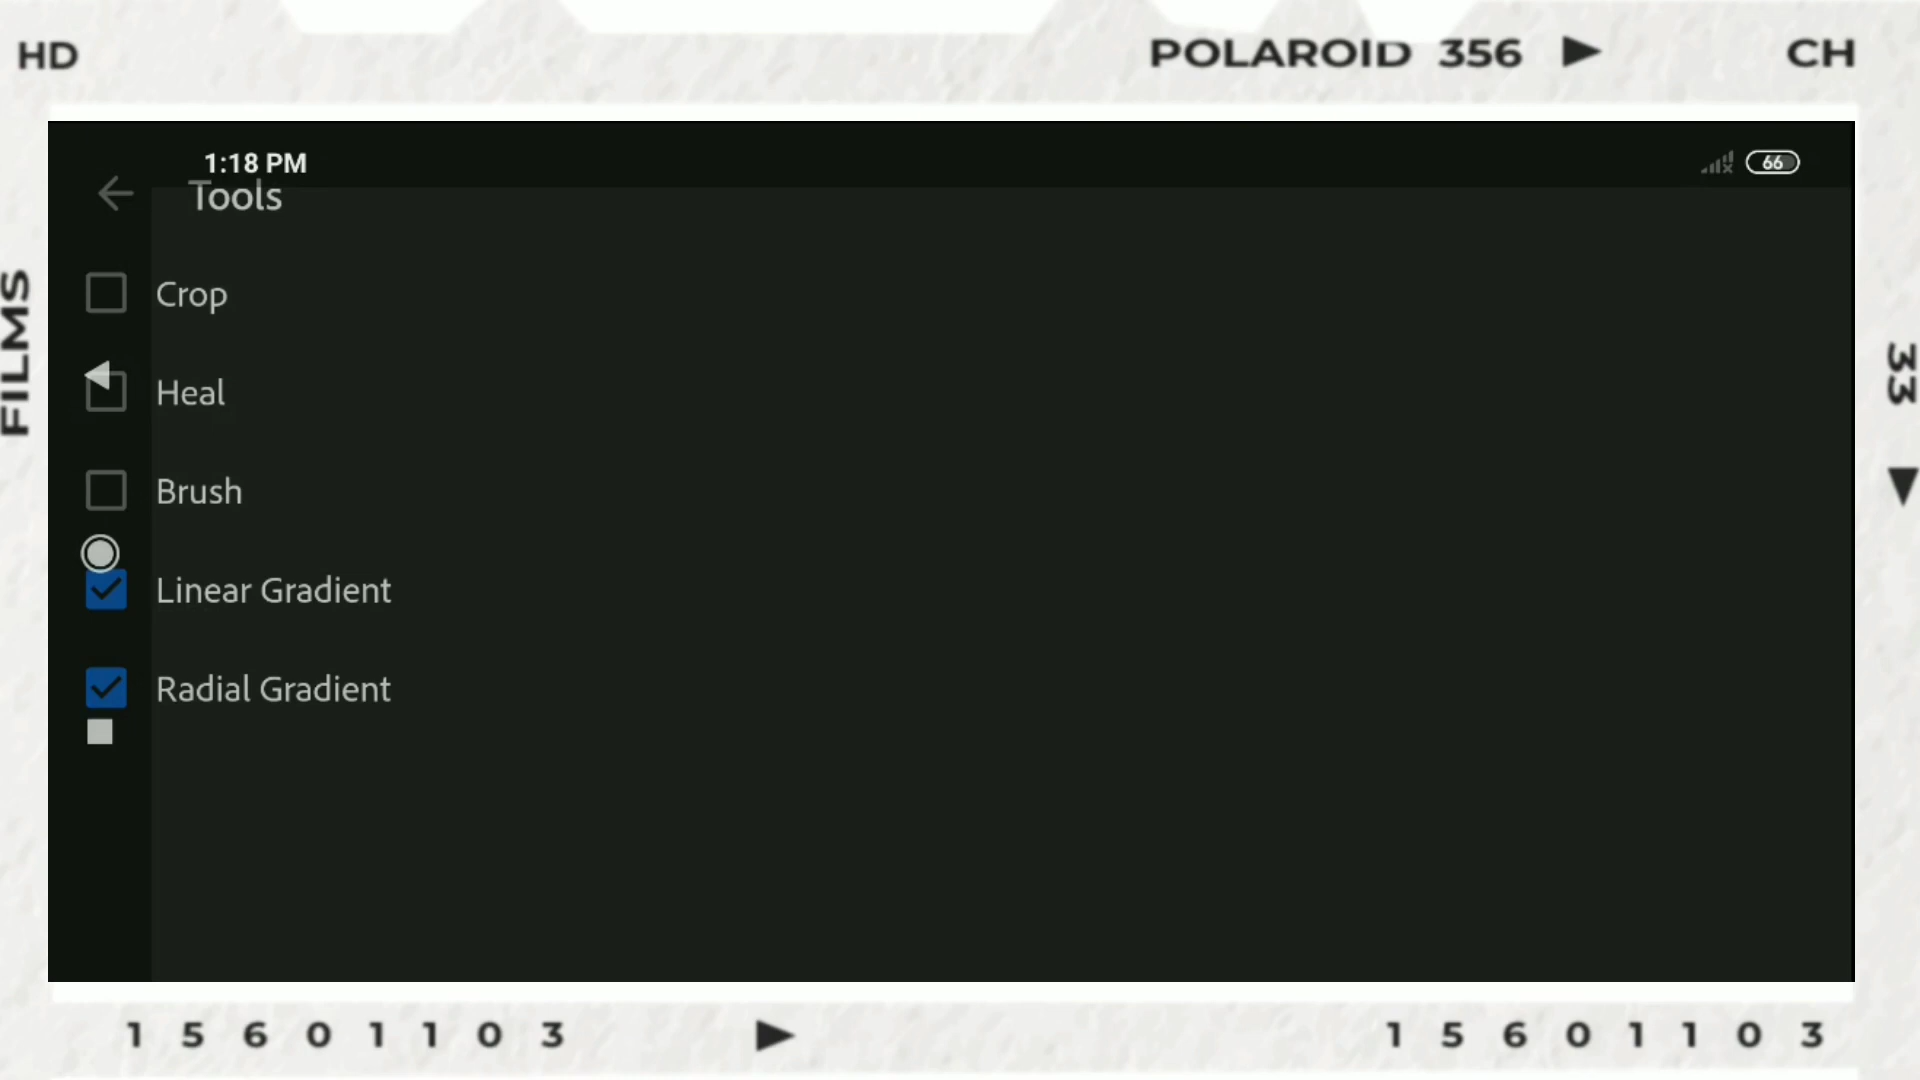 HD
POLAROID 356
CH
FILMS
33
1:18 PM
66
Tools
Crop
Heal
Brush
Linear Gradient
Radial Gradient
1 5 6 0 1 1 0 3
1 5 6 0 1 1 0 3